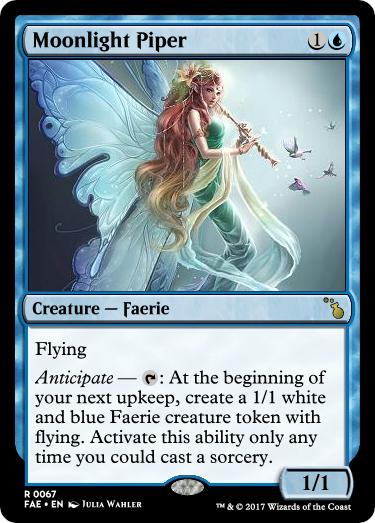 Moonlight Piper 1
Creature — Faerie
Flying
Anticipate — : At the beginning of
your next upkeep, create a 1/1 white
and blue Faerie creature token with
flying. Activate this ability only any
time you could cast a sorcery.
1/1
R 0067
FAE • EN JULIA WAHLER
™ & © 2017 Wizards of the Coast